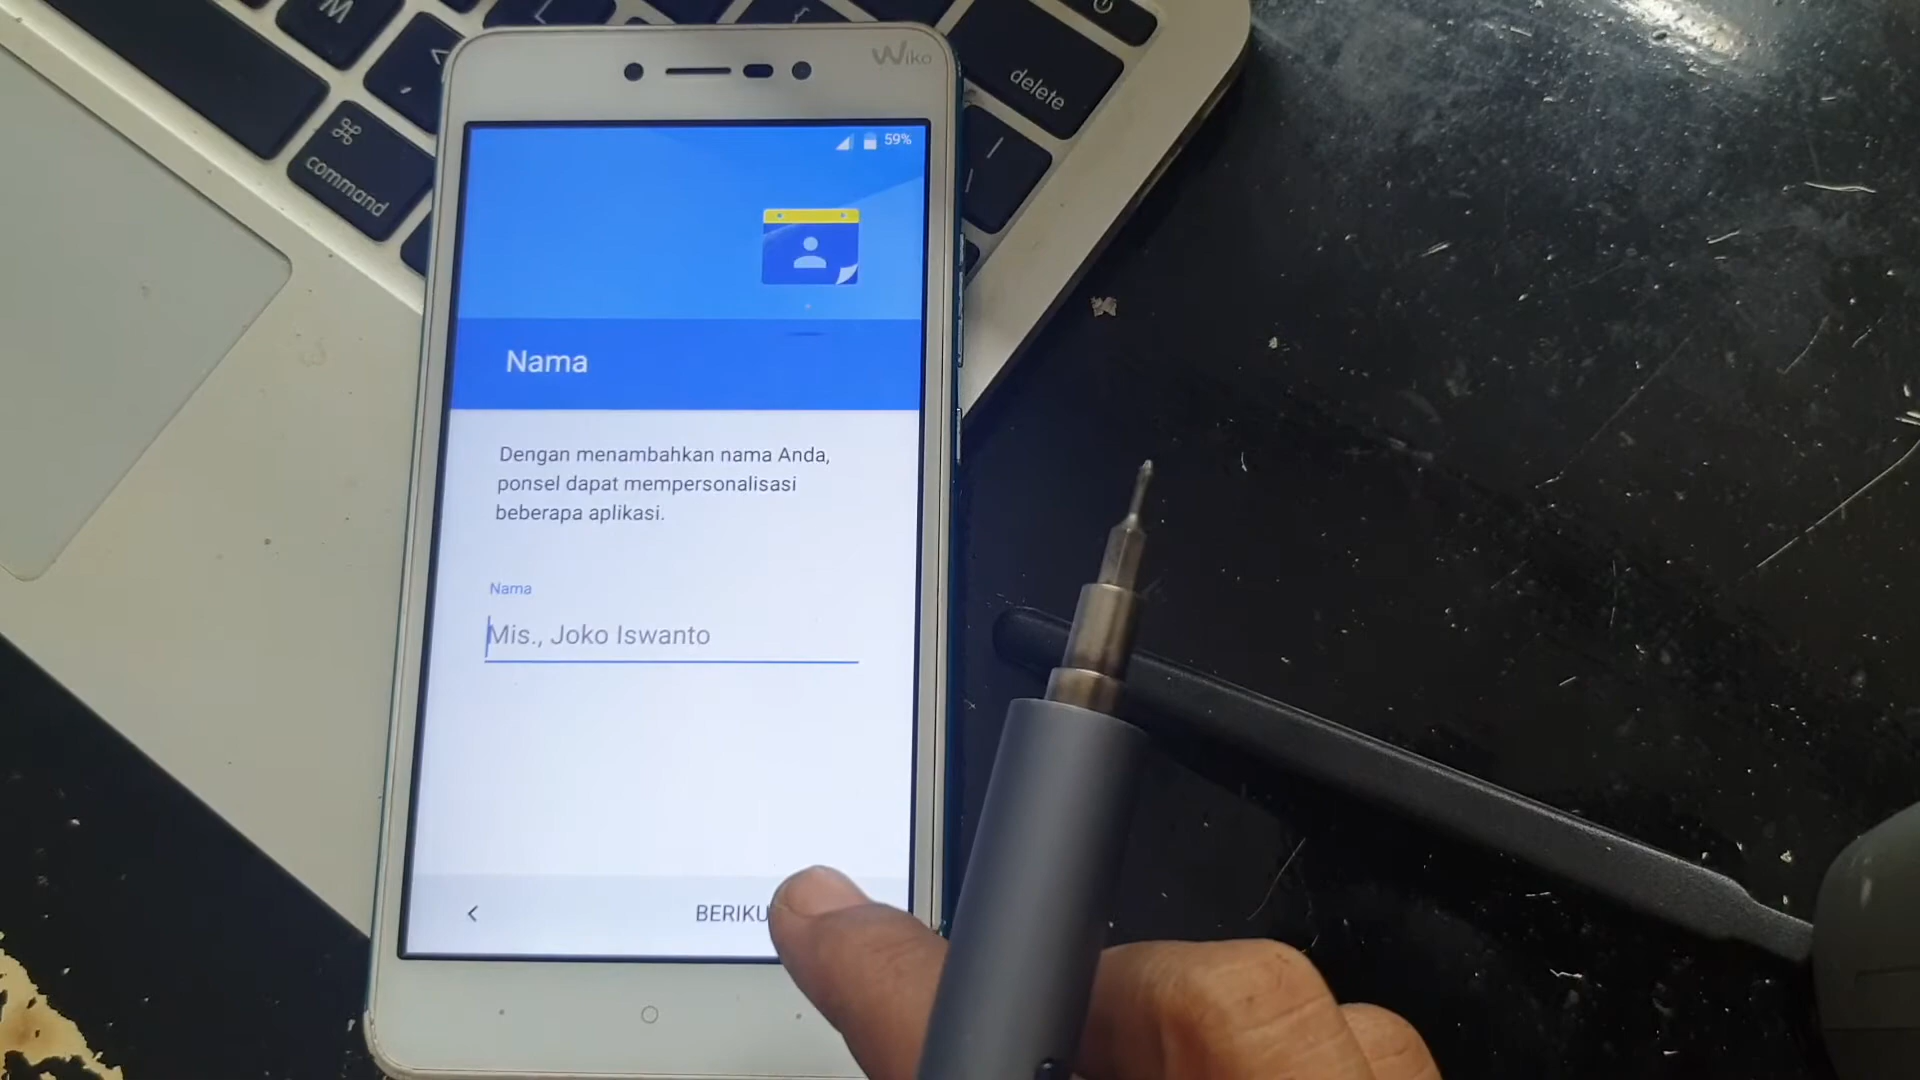 M
delete
Wiko
⌘
command
59%
Nama
Dengan menambahkan nama Anda,
ponsel dapat mempersonalisasi
beberapa aplikasi.
Nama
Mis., Joko Iswanto
<
BERIKU